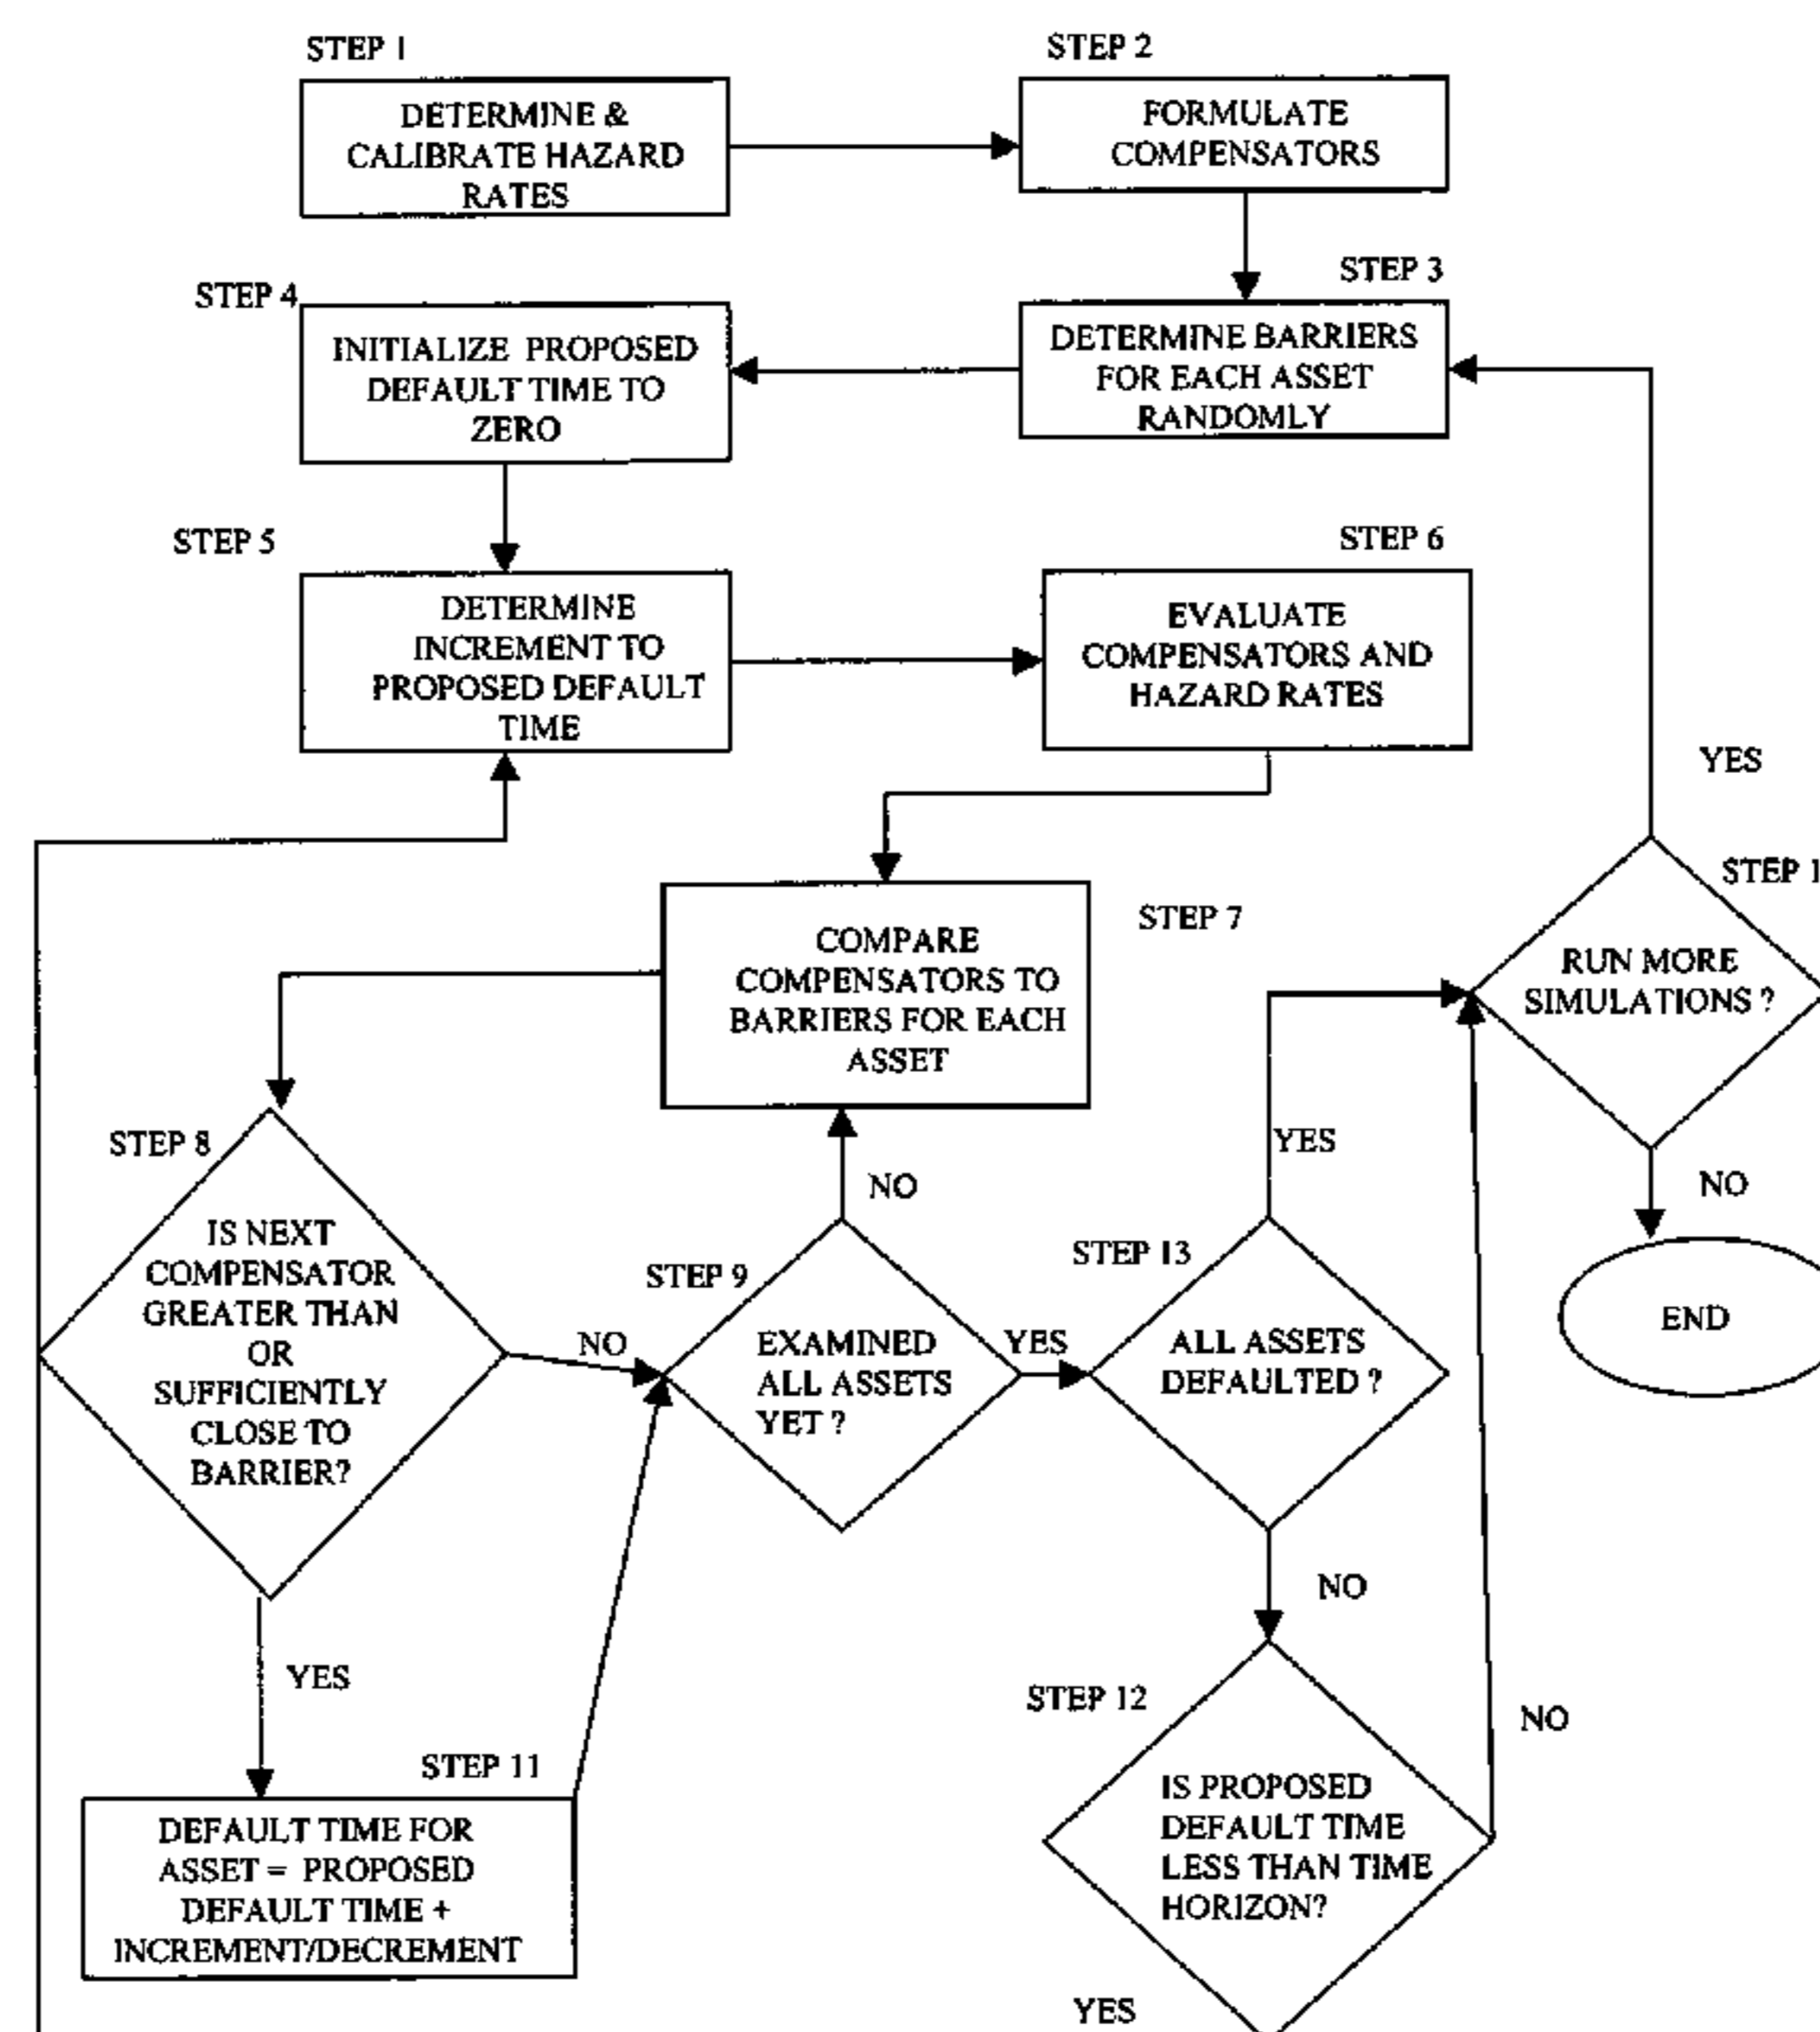 STEP 1
DETERMINE &
CALIBRATE HAZARD
RATES
STEP 2
FORMULATE
COMPENSATORS
STEP 3
DETERMINE BARRIERS
FOR EACH ASSET
RANDOMLY
STEP 4
INITIALIZE PROPOSED
DEFAULT TIME TO
ZERO
STEP 5
DETERMINE
INCREMENT TO
PROPOSED DEFAULT
TIME
STEP 6
EVALUATE
COMPENSATORS AND
HAZARD RATES
YES
STEP 1
RUN MORE
SIMULATIONS ?
NO
END
STEP 7
COMPARE
COMPENSATORS TO
BARRIERS FOR EACH
ASSET
STEP 8
IS NEXT
COMPENSATOR
GREATER THAN
OR
SUFFICIENTLY
CLOSE TO
BARRIER?
NO
YES
STEP 9
EXAMINED
ALL ASSETS
YET ?
NO
YES
STEP 13
ALL ASSETS
DEFAULTED ?
YES
NO
STEP 11
DEFAULT TIME FOR
ASSET = PROPOSED
DEFAULT TIME +
INCREMENT/DECREMENT
STEP 12
IS PROPOSED
DEFAULT TIME
LESS THAN TIME
HORIZON?
NO
YES